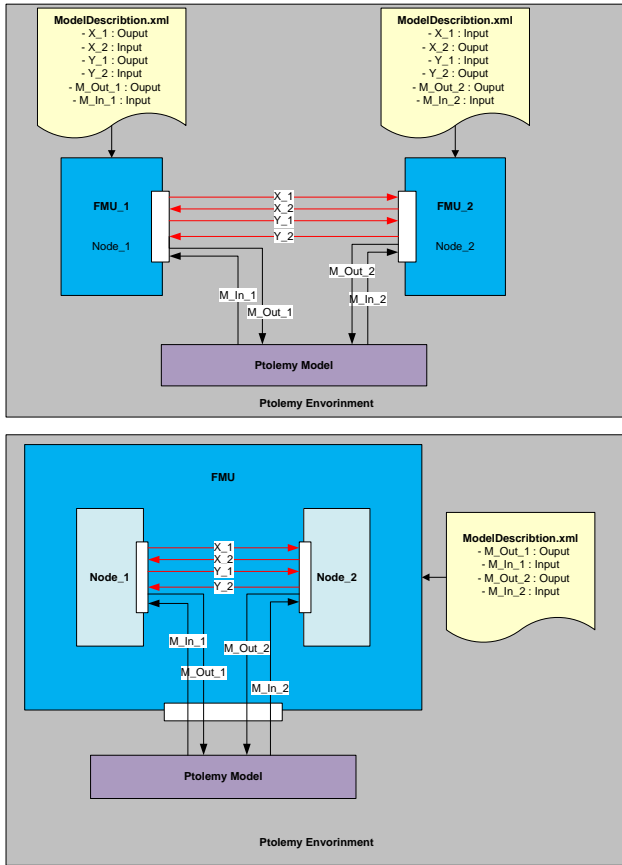 ModelDescribtion.xml
- X_1 : Ouput
- X_2 : Input
- Y_1 : Ouput
- Y_2 : Input
- M_Out_1 : Ouput
- M_In_1 : Input
ModelDescribtion.xml
- X_1 : Input
- X_2 : Ouput
- Y_1 : Input
- Y_2 : Ouput
- M_Out_2 : Ouput
- M_In_2 : Input
FMU_1
Node_1
X_1
X_2
Y_1
Y_2
FMU_2
Node_2
M_In_1
M_Out_1
M_Out_2
M_In_2
Ptolemy Model
Ptolemy Envorinment
FMU
Node_1
X_1
X_2
Y_1
Y_2
Node_2
M_In_1
M_Out_1
M_Out_2
M_In_2
ModelDescribtion.xml
- M_Out_1 : Ouput
- M_In_1 : Input
- M_Out_2 : Ouput
- M_In_2 : Input
Ptolemy Model
Ptolemy Envorinment